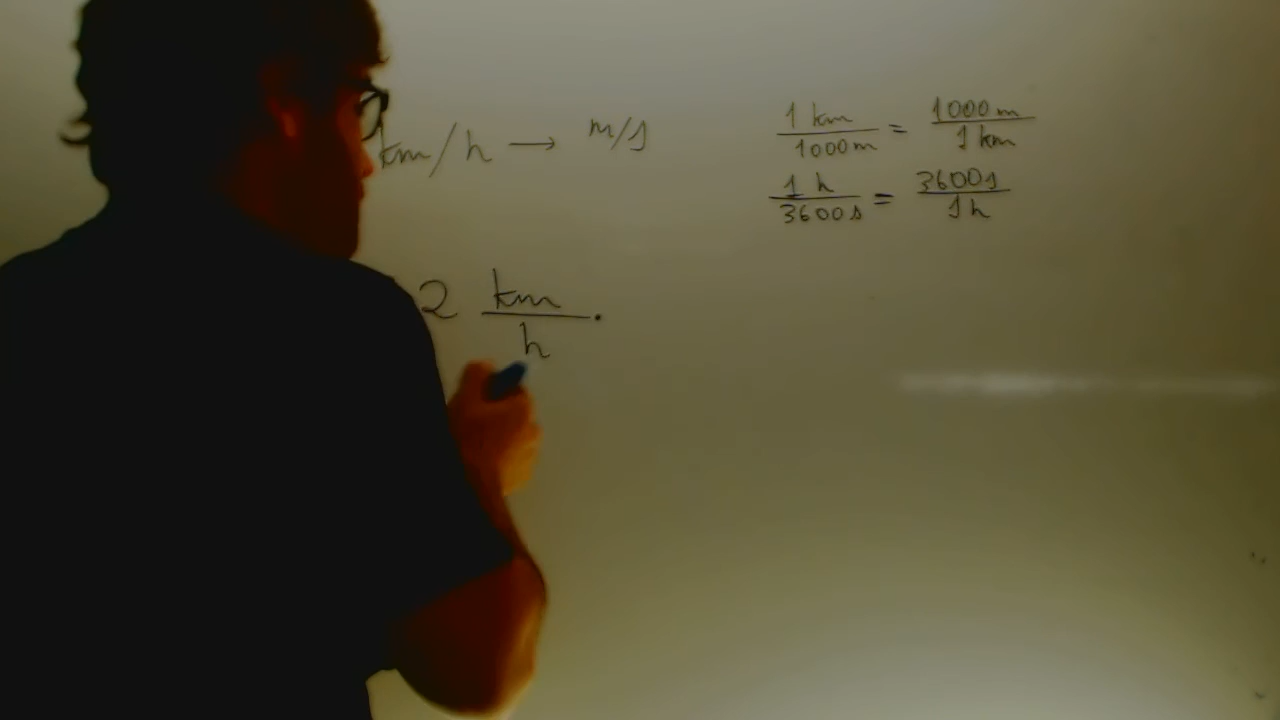 km/h → m/s
1 km / 1000 m = 1000 m / 1 km
1 h / 3600 s = 3600 s / 1 h
2 km / h ·